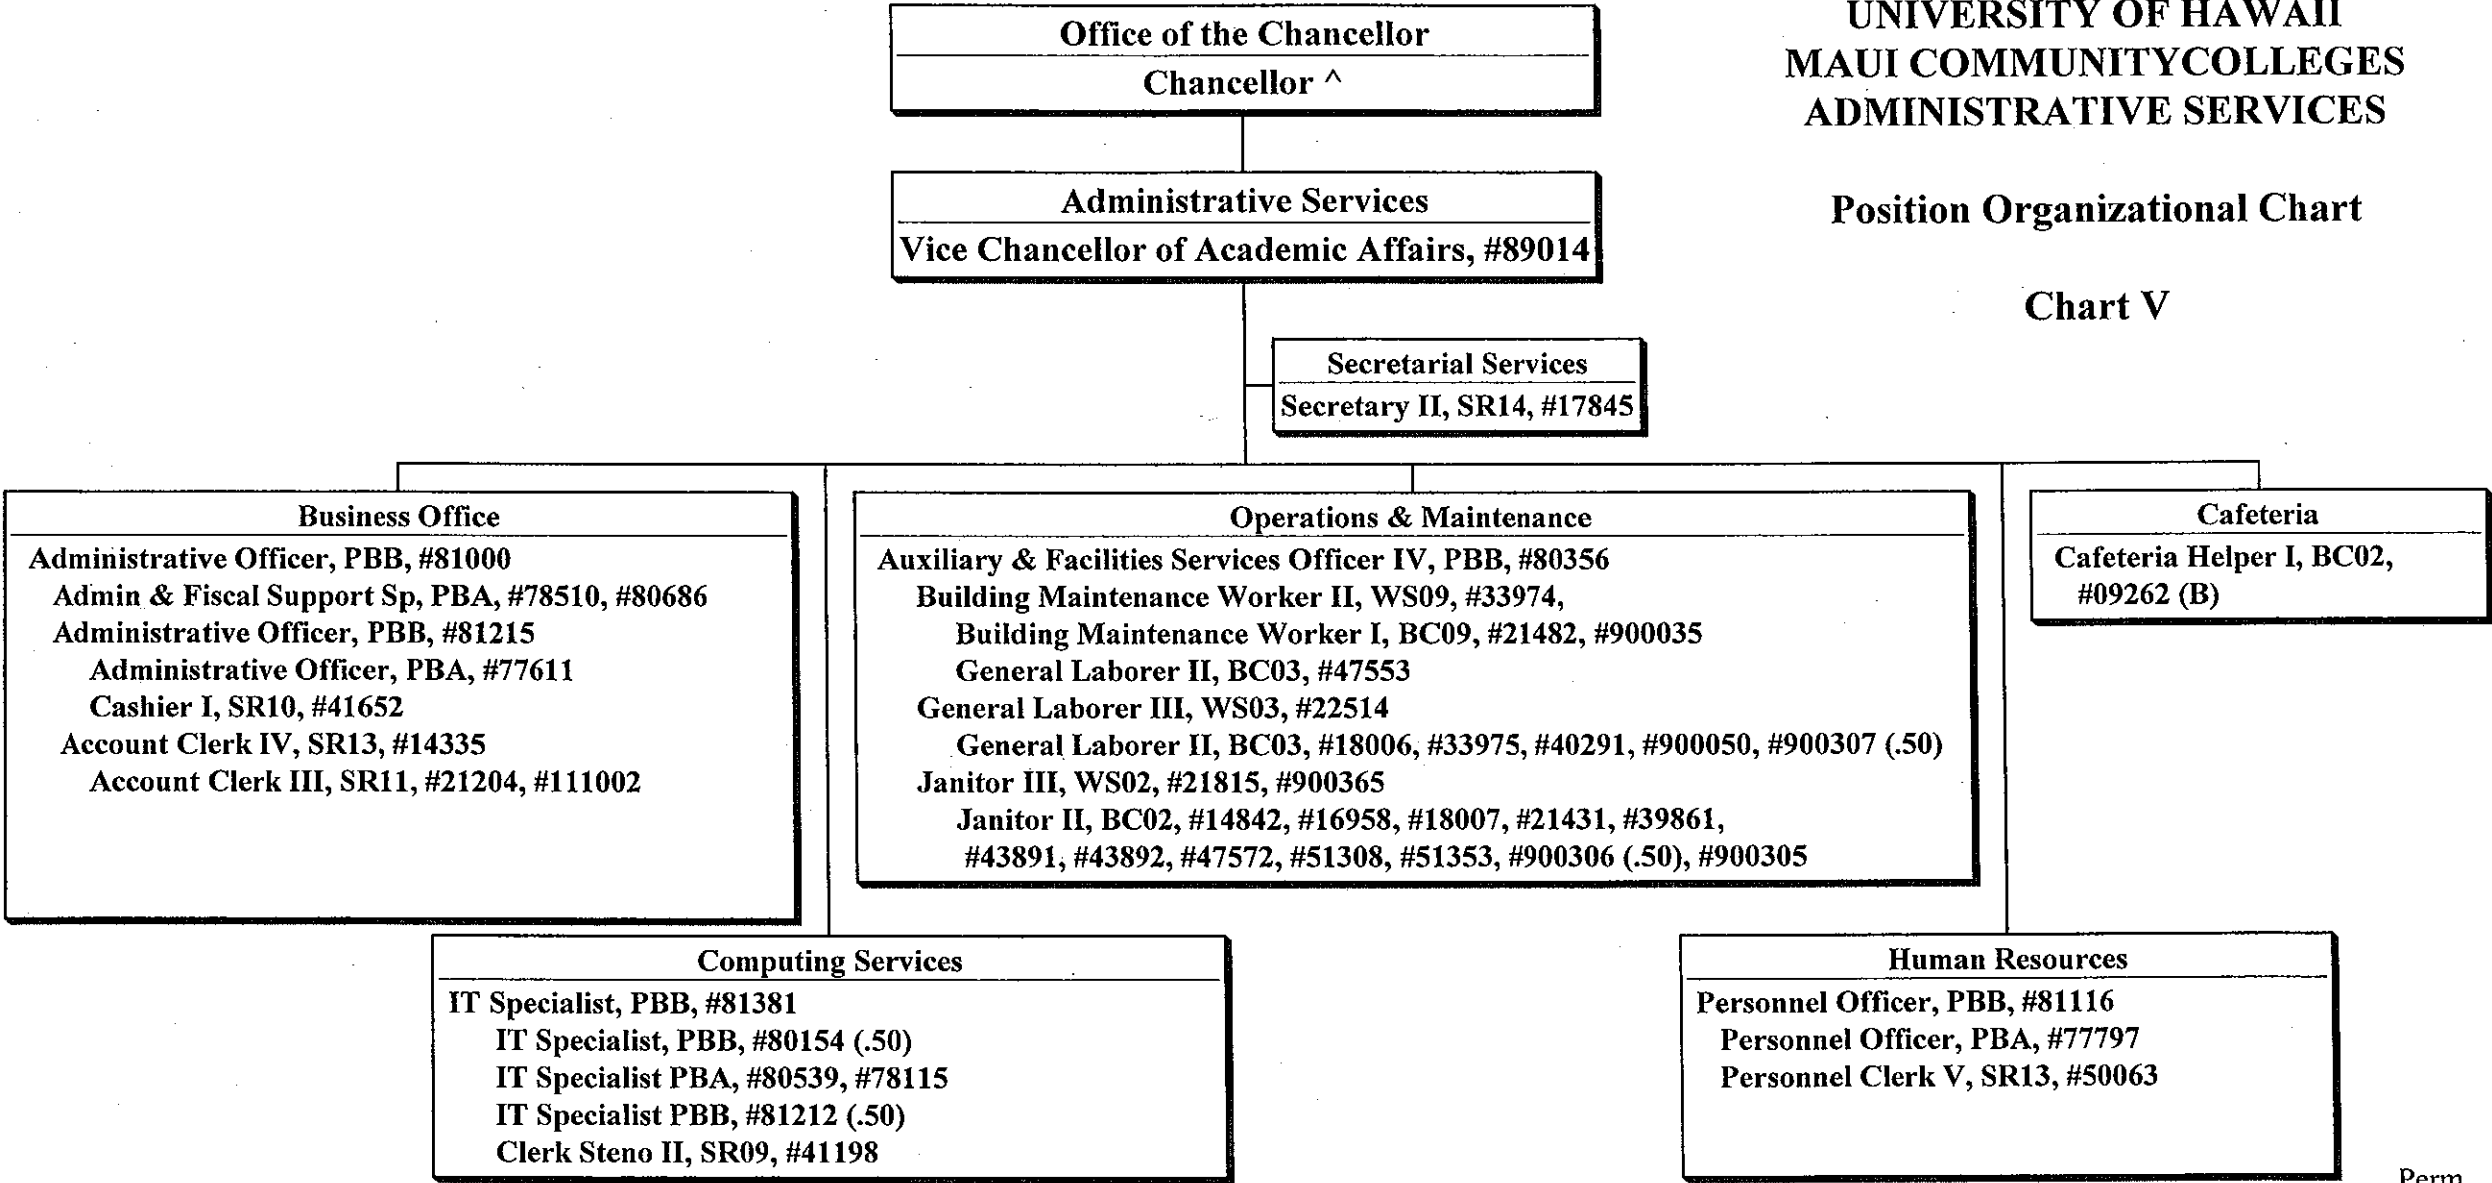 UNIVERSITY OF HAWAII
MAUI COMMUNITYCOLLEGES
ADMINISTRATIVE SERVICES
Position Organizational Chart
Chart V
Office of the Chancellor
Chancellor ^
Administrative Services
Vice Chancellor of Academic Affairs, #89014
Secretarial Services
Secretary II, SR14, #17845
Business Office
Administrative Officer, PBB, #81000
Admin & Fiscal Support Sp, PBA, #78510, #80686
Administrative Officer, PBB, #81215
Administrative Officer, PBA, #77611
Cashier I, SR10, #41652
Account Clerk IV, SR13, #14335
Account Clerk III, SR11, #21204, #111002
Operations & Maintenance
Auxiliary & Facilities Services Officer IV, PBB, #80356
Building Maintenance Worker II, WS09, #33974,
Building Maintenance Worker I, BC09, #21482, #900035
General Laborer II, BC03, #47553
General Laborer III, WS03, #22514
General Laborer II, BC03, #18006, #33975, #40291, #900050, #900307 (.50)
Janitor III, WS02, #21815, #900365
Janitor II, BC02, #14842, #16958, #18007, #21431, #39861,
#43891, #43892, #47572, #51308, #51353, #900306 (.50), #900305
Cafeteria
Cafeteria Helper I, BC02,
#09262 (B)
Computing Services
IT Specialist, PBB, #81381
IT Specialist, PBB, #80154 (.50)
IT Specialist PBA, #80539, #78115
IT Specialist PBB, #81212 (.50)
Clerk Steno II, SR09, #41198
Human Resources
Personnel Officer, PBB, #81116
Personnel Officer, PBA, #77797
Personnel Clerk V, SR13, #50063
Perm